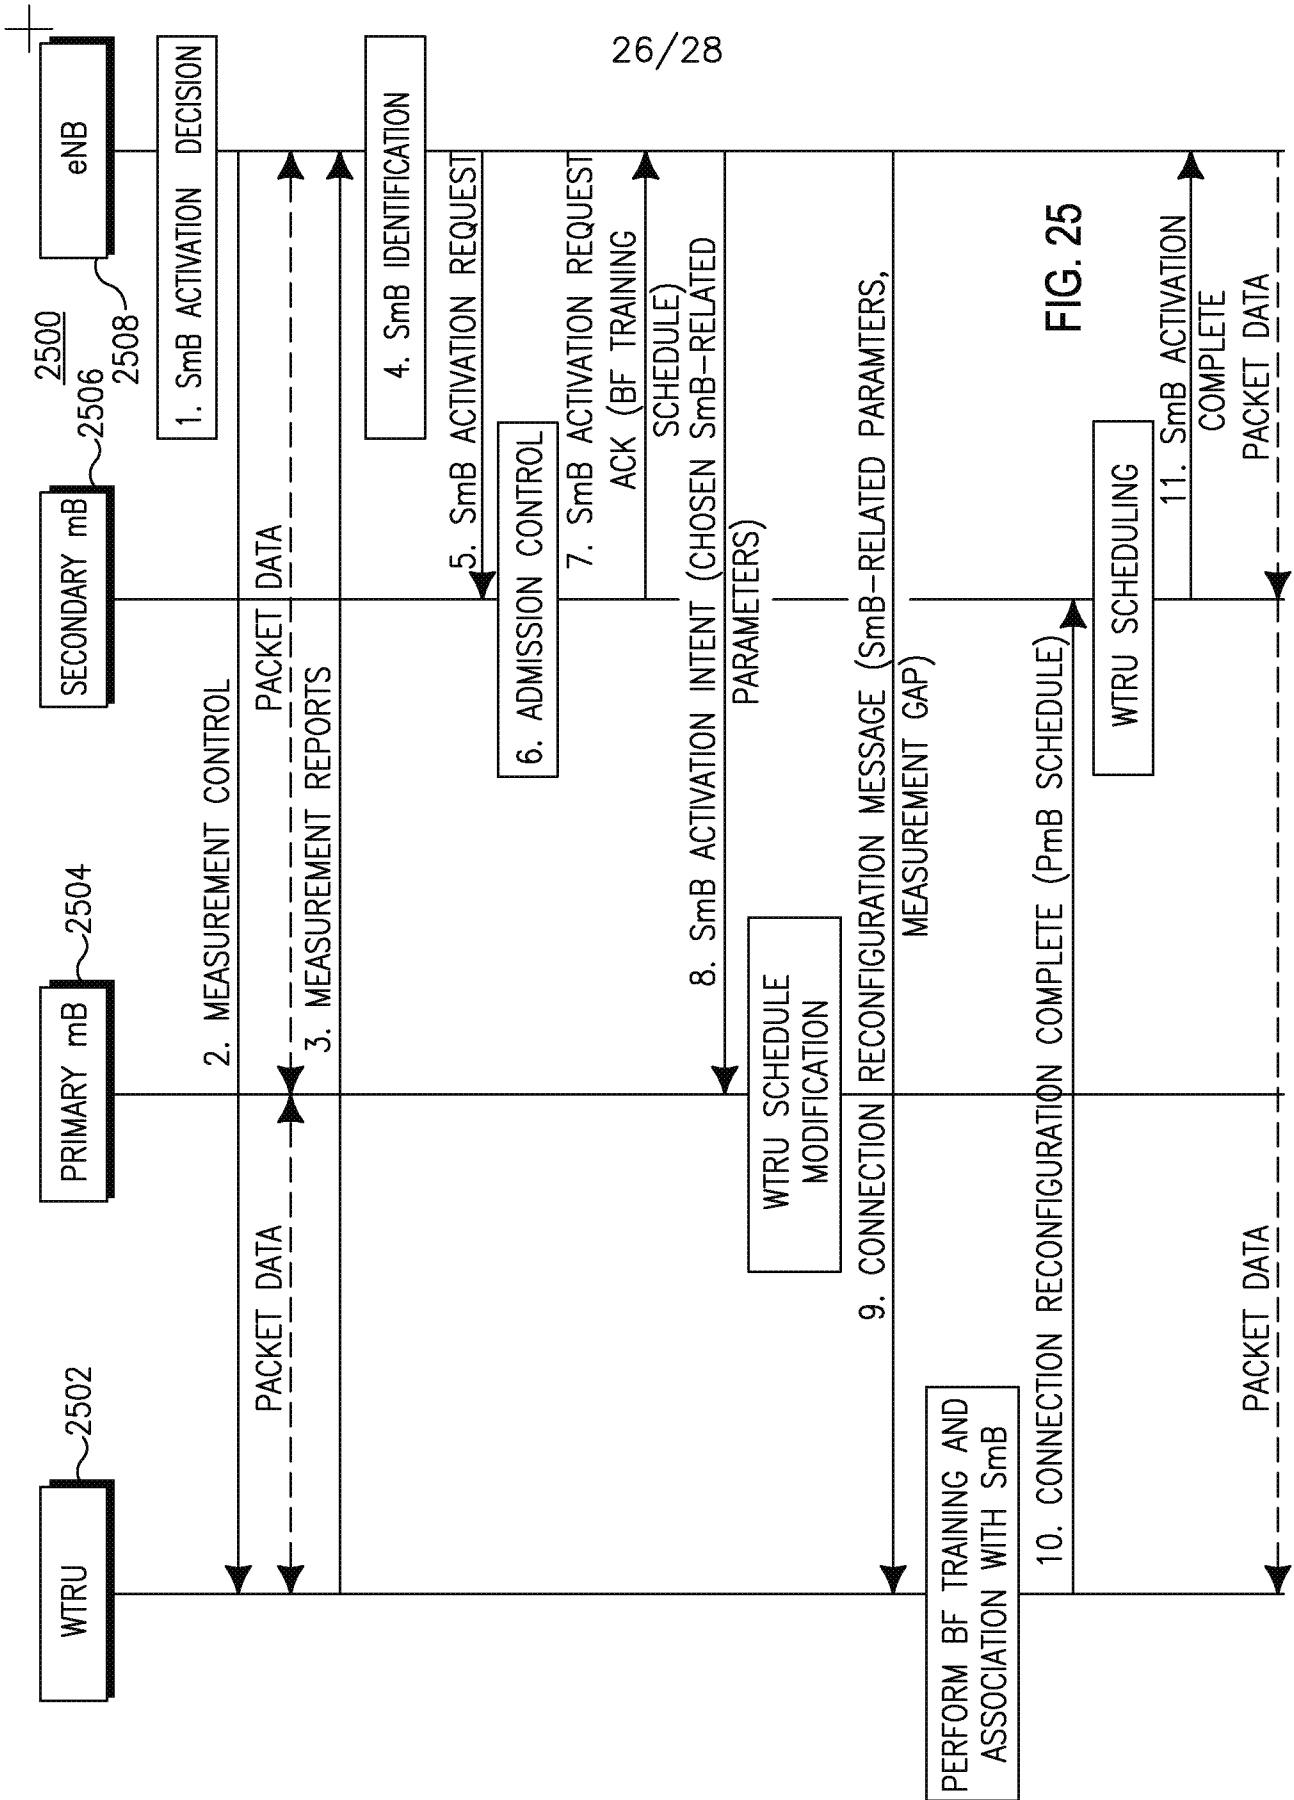 26/28
2500
WTRU
2502
PRIMARY mB
2504
SECONDARY mB
2506
eNB
2508
1. SmB ACTIVATION DECISION
2. MEASUREMENT CONTROL
PACKET DATA
PACKET DATA
3. MEASUREMENT REPORTS
4. SmB IDENTIFICATION
5. SmB ACTIVATION REQUEST
6. ADMISSION CONTROL
7. SmB ACTIVATION REQUEST
ACK (BF TRAINING
SCHEDULE)
8. SmB ACTIVATION INTENT (CHOSEN SmB-RELATED
PARAMETERS)
WTRU SCHEDULE
MODIFICATION
9. CONNECTION RECONFIGURATION MESSAGE (SmB-RELATED PARAMTERS,
MEASUREMENT GAP)
PERFORM BF TRAINING AND
ASSOCIATION WITH SmB
10. CONNECTION RECONFIGURATION COMPLETE (PmB SCHEDULE)
WTRU SCHEDULING
11. SmB ACTIVATION
COMPLETE
PACKET DATA
PACKET DATA
FIG. 25